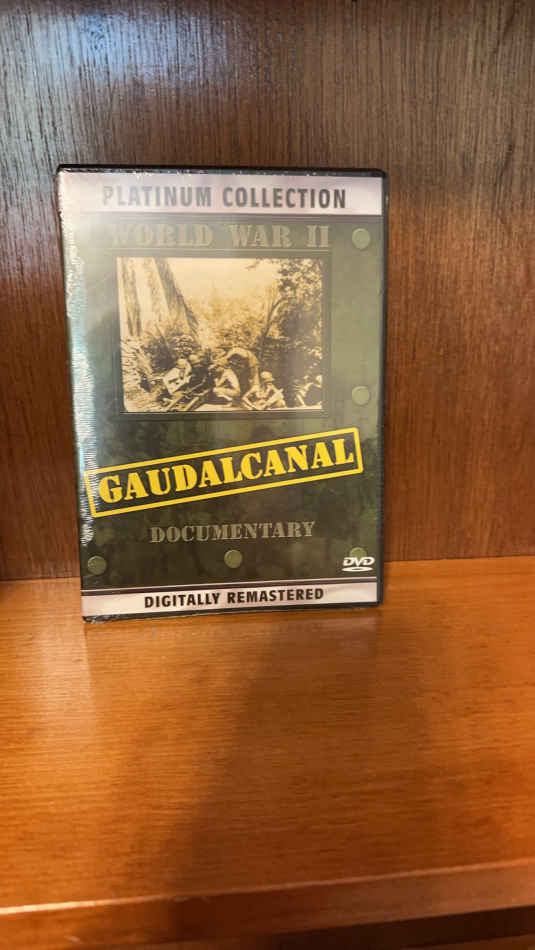 PLATINUM COLLECTION
WORLD WAR II
GAUDALCANAL
DOCUMENTARY
DVD
DIGITALLY REMASTERED